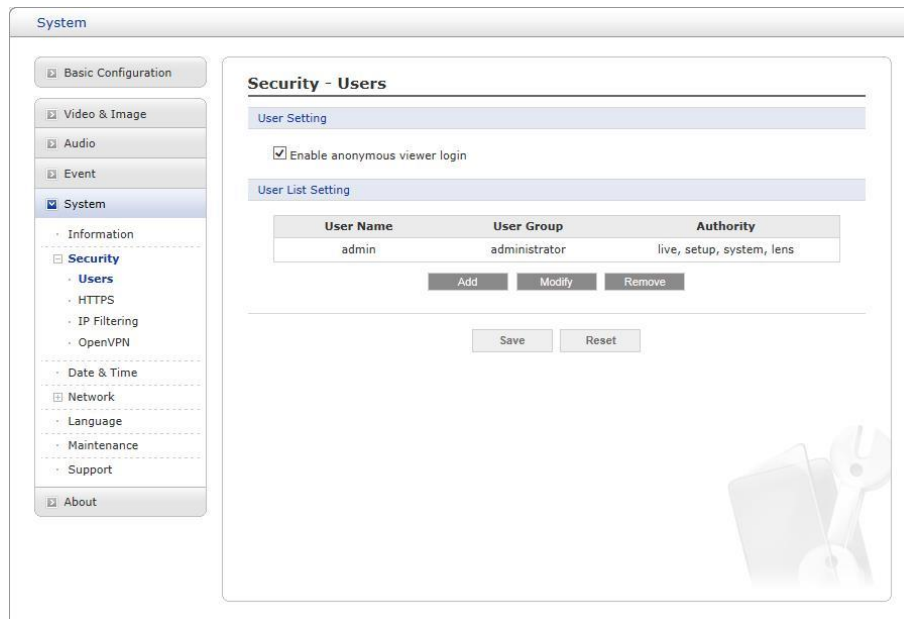 System
Basic Configuration
Video & Image
Audio
Event
System
Information
Security
Users
HTTPS
IP Filtering
OpenVPN
Date & Time
Network
Language
Maintenance
Support
About
Security - Users
User Setting
Enable anonymous viewer login
User List Setting
User Name User Group Authority
admin administrator live, setup, system, lens
Add Modify Remove
Save Reset